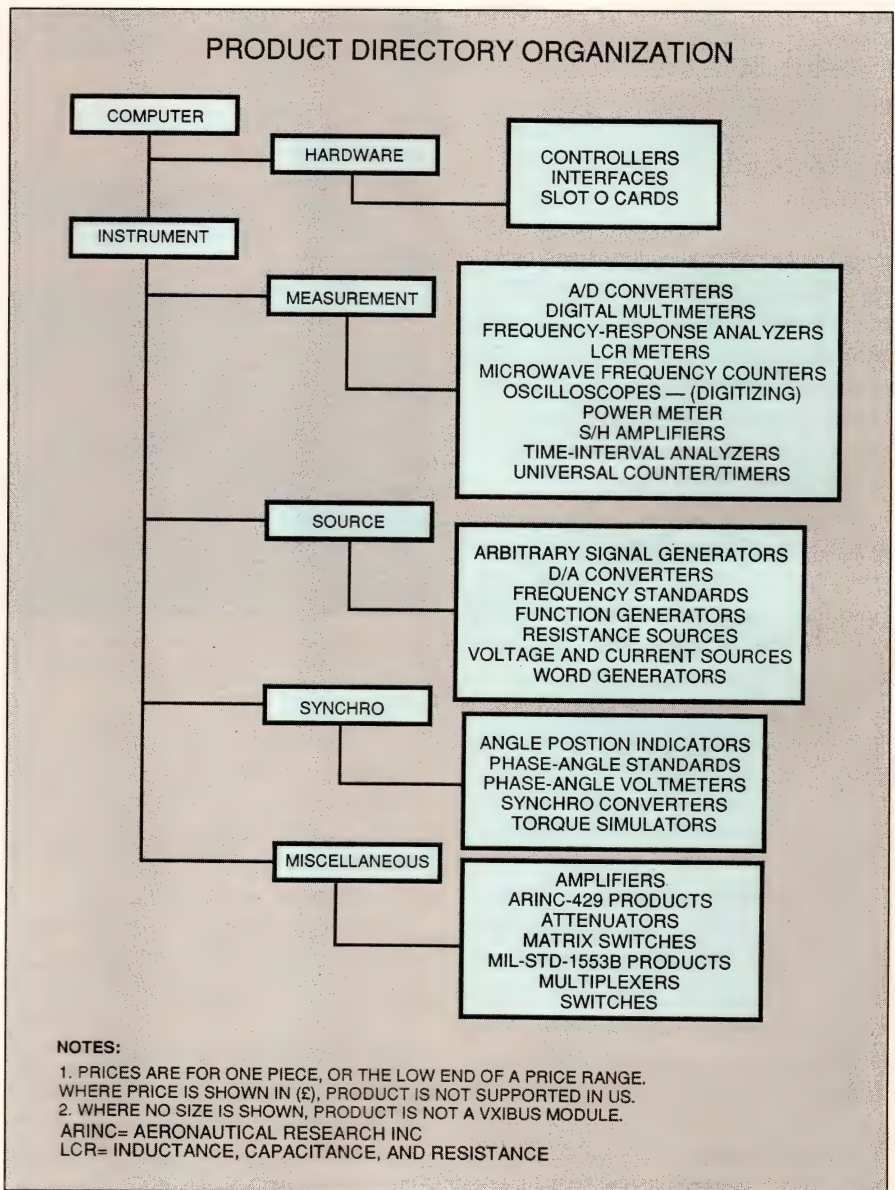 PRODUCT DIRECTORY ORGANIZATION
COMPUTER
HARDWARE
CONTROLLERS
INTERFACES
SLOT O CARDS
INSTRUMENT
MEASUREMENT
A/D CONVERTERS
DIGITAL MULTIMETERS
FREQUENCY-RESPONSE ANALYZERS
LCR METERS
MICROWAVE FREQUENCY COUNTERS
OSCILLOSCOPES — (DIGITIZING)
POWER METER
S/H AMPLIFIERS
TIME-INTERVAL ANALYZERS
UNIVERSAL COUNTER/TIMERS
SOURCE
ARBITRARY SIGNAL GENERATORS
D/A CONVERTERS
FREQUENCY STANDARDS
FUNCTION GENERATORS
RESISTANCE SOURCES
VOLTAGE AND CURRENT SOURCES
WORD GENERATORS
SYNCHRO
ANGLE POSTION INDICATORS
PHASE-ANGLE STANDARDS
PHASE-ANGLE VOLTMETERS
SYNCHRO CONVERTERS
TORQUE SIMULATORS
MISCELLANEOUS
AMPLIFIERS
ARINC-429 PRODUCTS
ATTENUATORS
MATRIX SWITCHES
MIL-STD-1553B PRODUCTS
MULTIPLEXERS
SWITCHES
NOTES:
1. PRICES ARE FOR ONE PIECE, OR THE LOW END OF A PRICE RANGE.
WHERE PRICE IS SHOWN IN (£), PRODUCT IS NOT SUPPORTED IN US.
2. WHERE NO SIZE IS SHOWN, PRODUCT IS NOT A VXIBUS MODULE.
ARINC= AERONAUTICAL RESEARCH INC
LCR= INDUCTANCE, CAPACITANCE, AND RESISTANCE